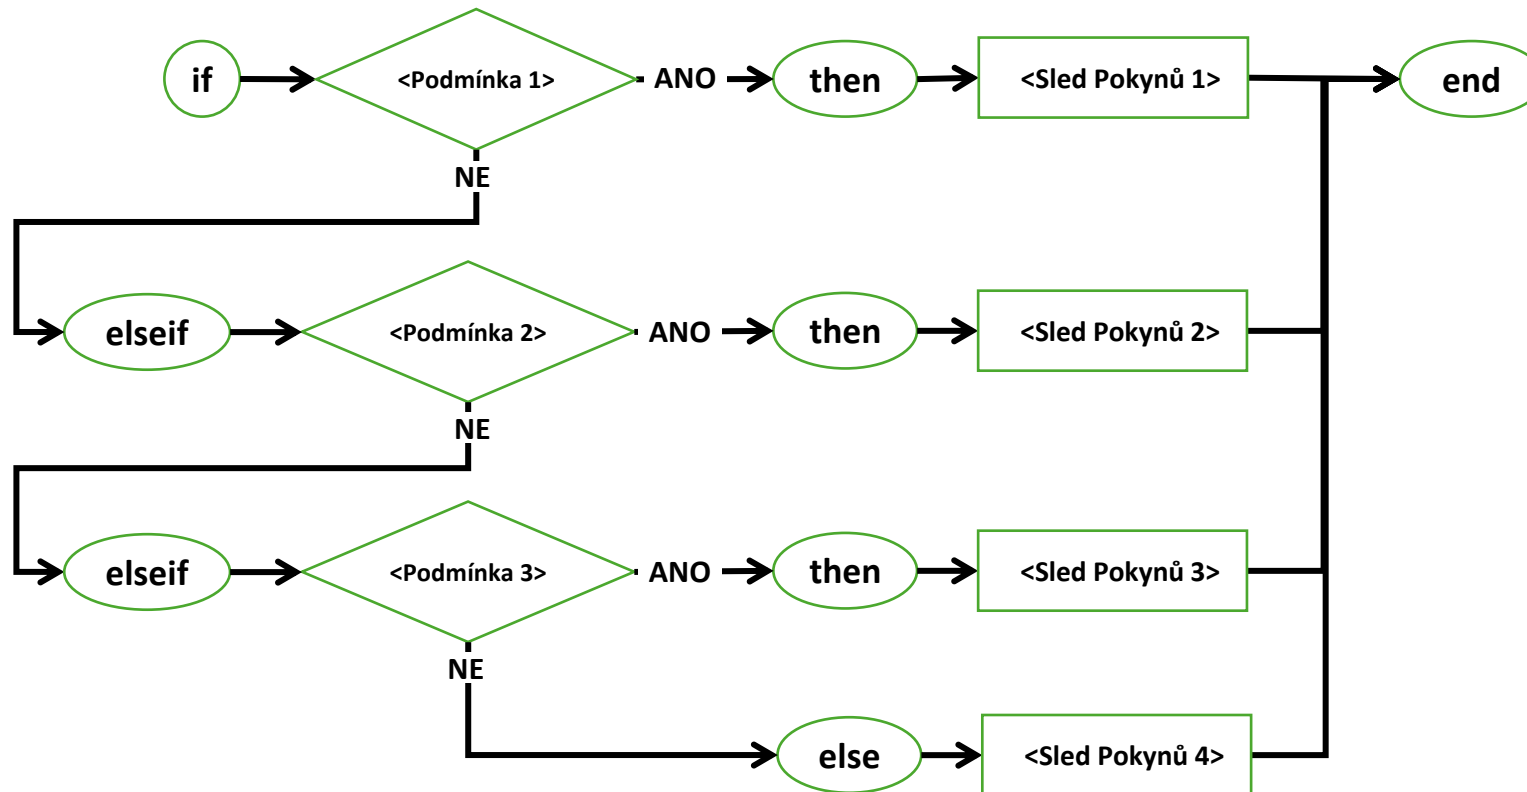 if
<Podmínka 1>
ANO
then
<Sled Pokynů 1>
end
NE
elseif
<Podmínka 2>
ANO
then
<Sled Pokynů 2>
NE
elseif
<Podmínka 3>
ANO
then
<Sled Pokynů 3>
NE
else
<Sled Pokynů 4>